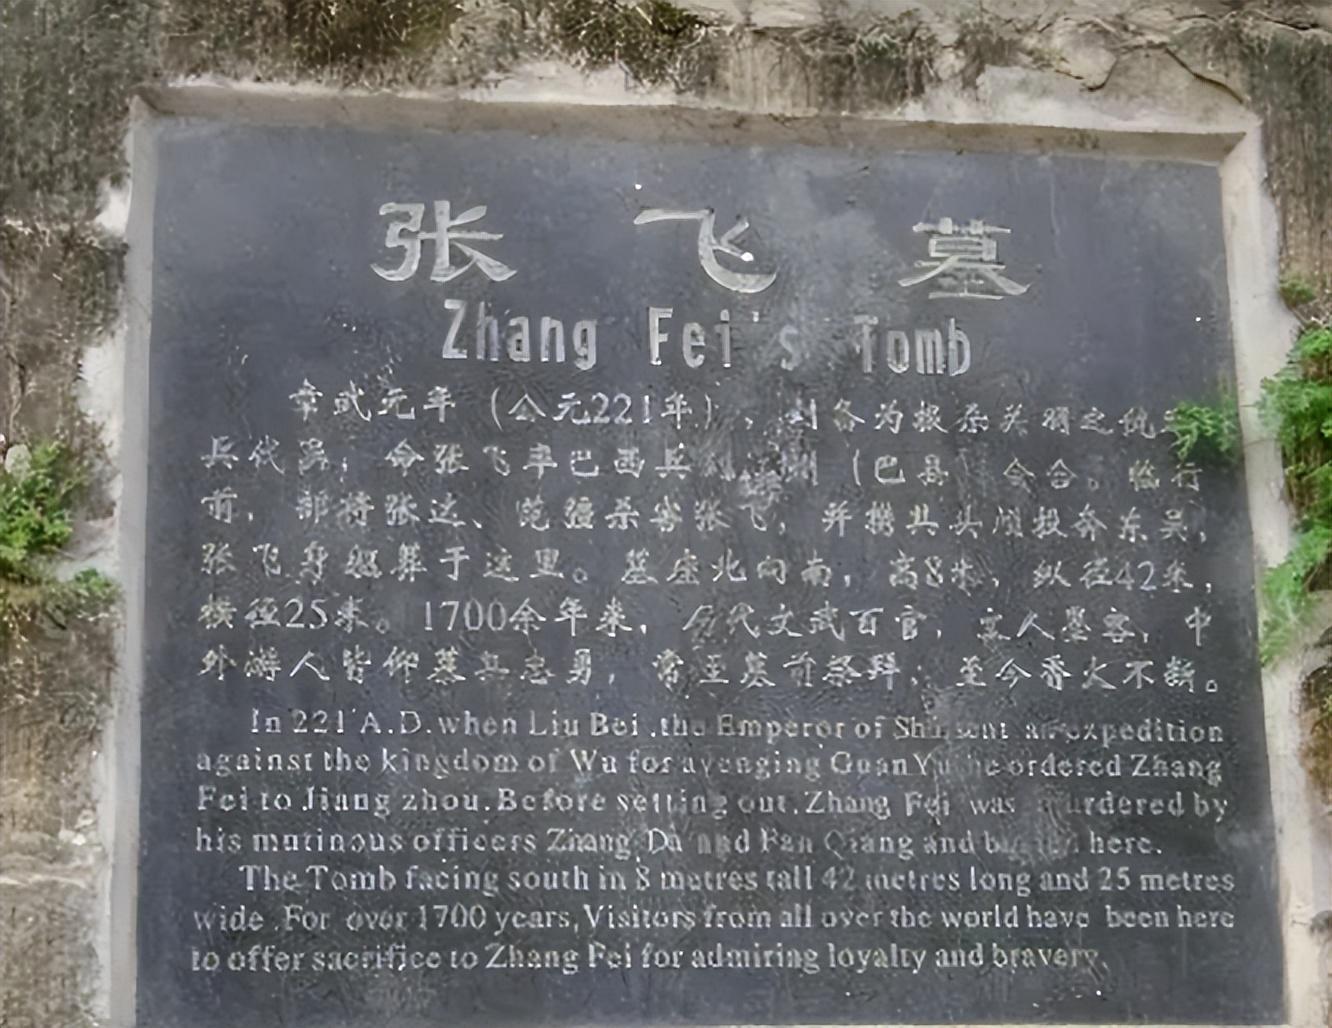 张飞墓
Zhang Fei's Tomb
章武元年（公元221年），刘备为报杀关羽之仇
兵代吴；命张飞率巴西兵到 州（巴县）会合。临行
前，部将张达、范疆杀害张飞，并携其头颅投奔东吴，
张飞身躯葬于这里。墓座北向南，高8米，纵径42米，
横径25米。1700余年来，历代文武百官，文人墨客，中
外游人皆仰慕其忠勇，常至墓前祭拜；至今香火不断。
In 221 A.D. when Liu Bei ,the Emperor of Shu sent an expedition
against the kingdom of Wu for avenging Guan Yu he ordered Zhang
Fei to Jiang zhou.Before setting out,Zhang Fei was murdered by
his mutinous officers Zhang Da and Fan Qiang and buried here.
The Tomb facing south in 8 metres tall 42 metres long and 25 metres
wide .For over 1700 years,Visitors from all over the world have been here
to offer sacrifice to Zhang Fei for admiring loyalty and bravery.